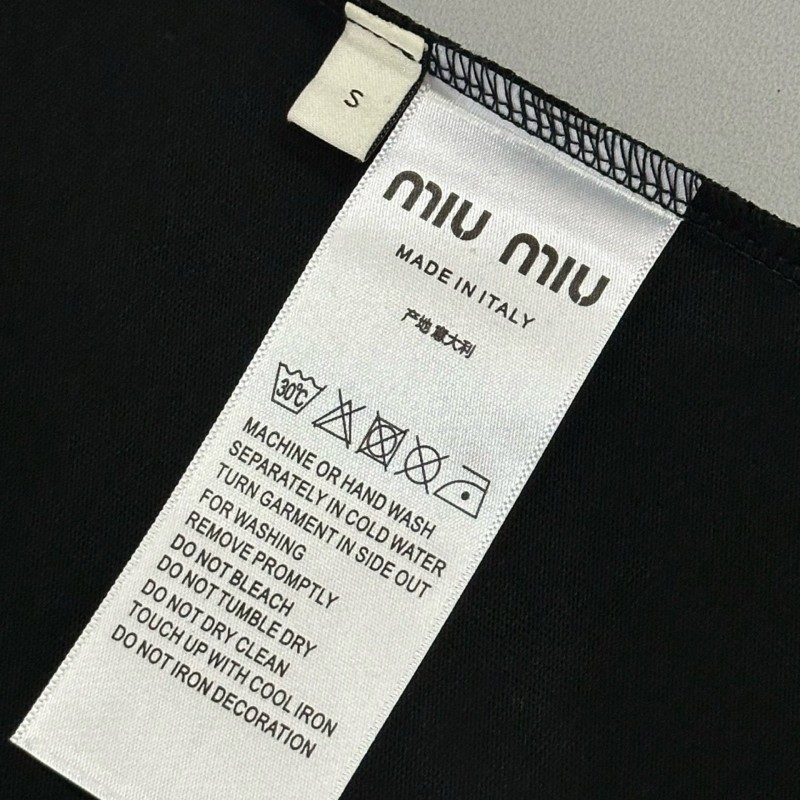 S
miu miu
MADE IN ITALY
产地 意大利
30℃
MACHINE OR HAND WASH
SEPARATELY IN COLD WATER
TURN GARMENT IN SIDE OUT
FOR WASHING
REMOVE PROMPTLY
DO NOT BLEACH
DO NOT TUMBLE DRY
DO NOT DRY CLEAN
TOUCH UP WITH COOL IRON
DO NOT IRON DECORATION